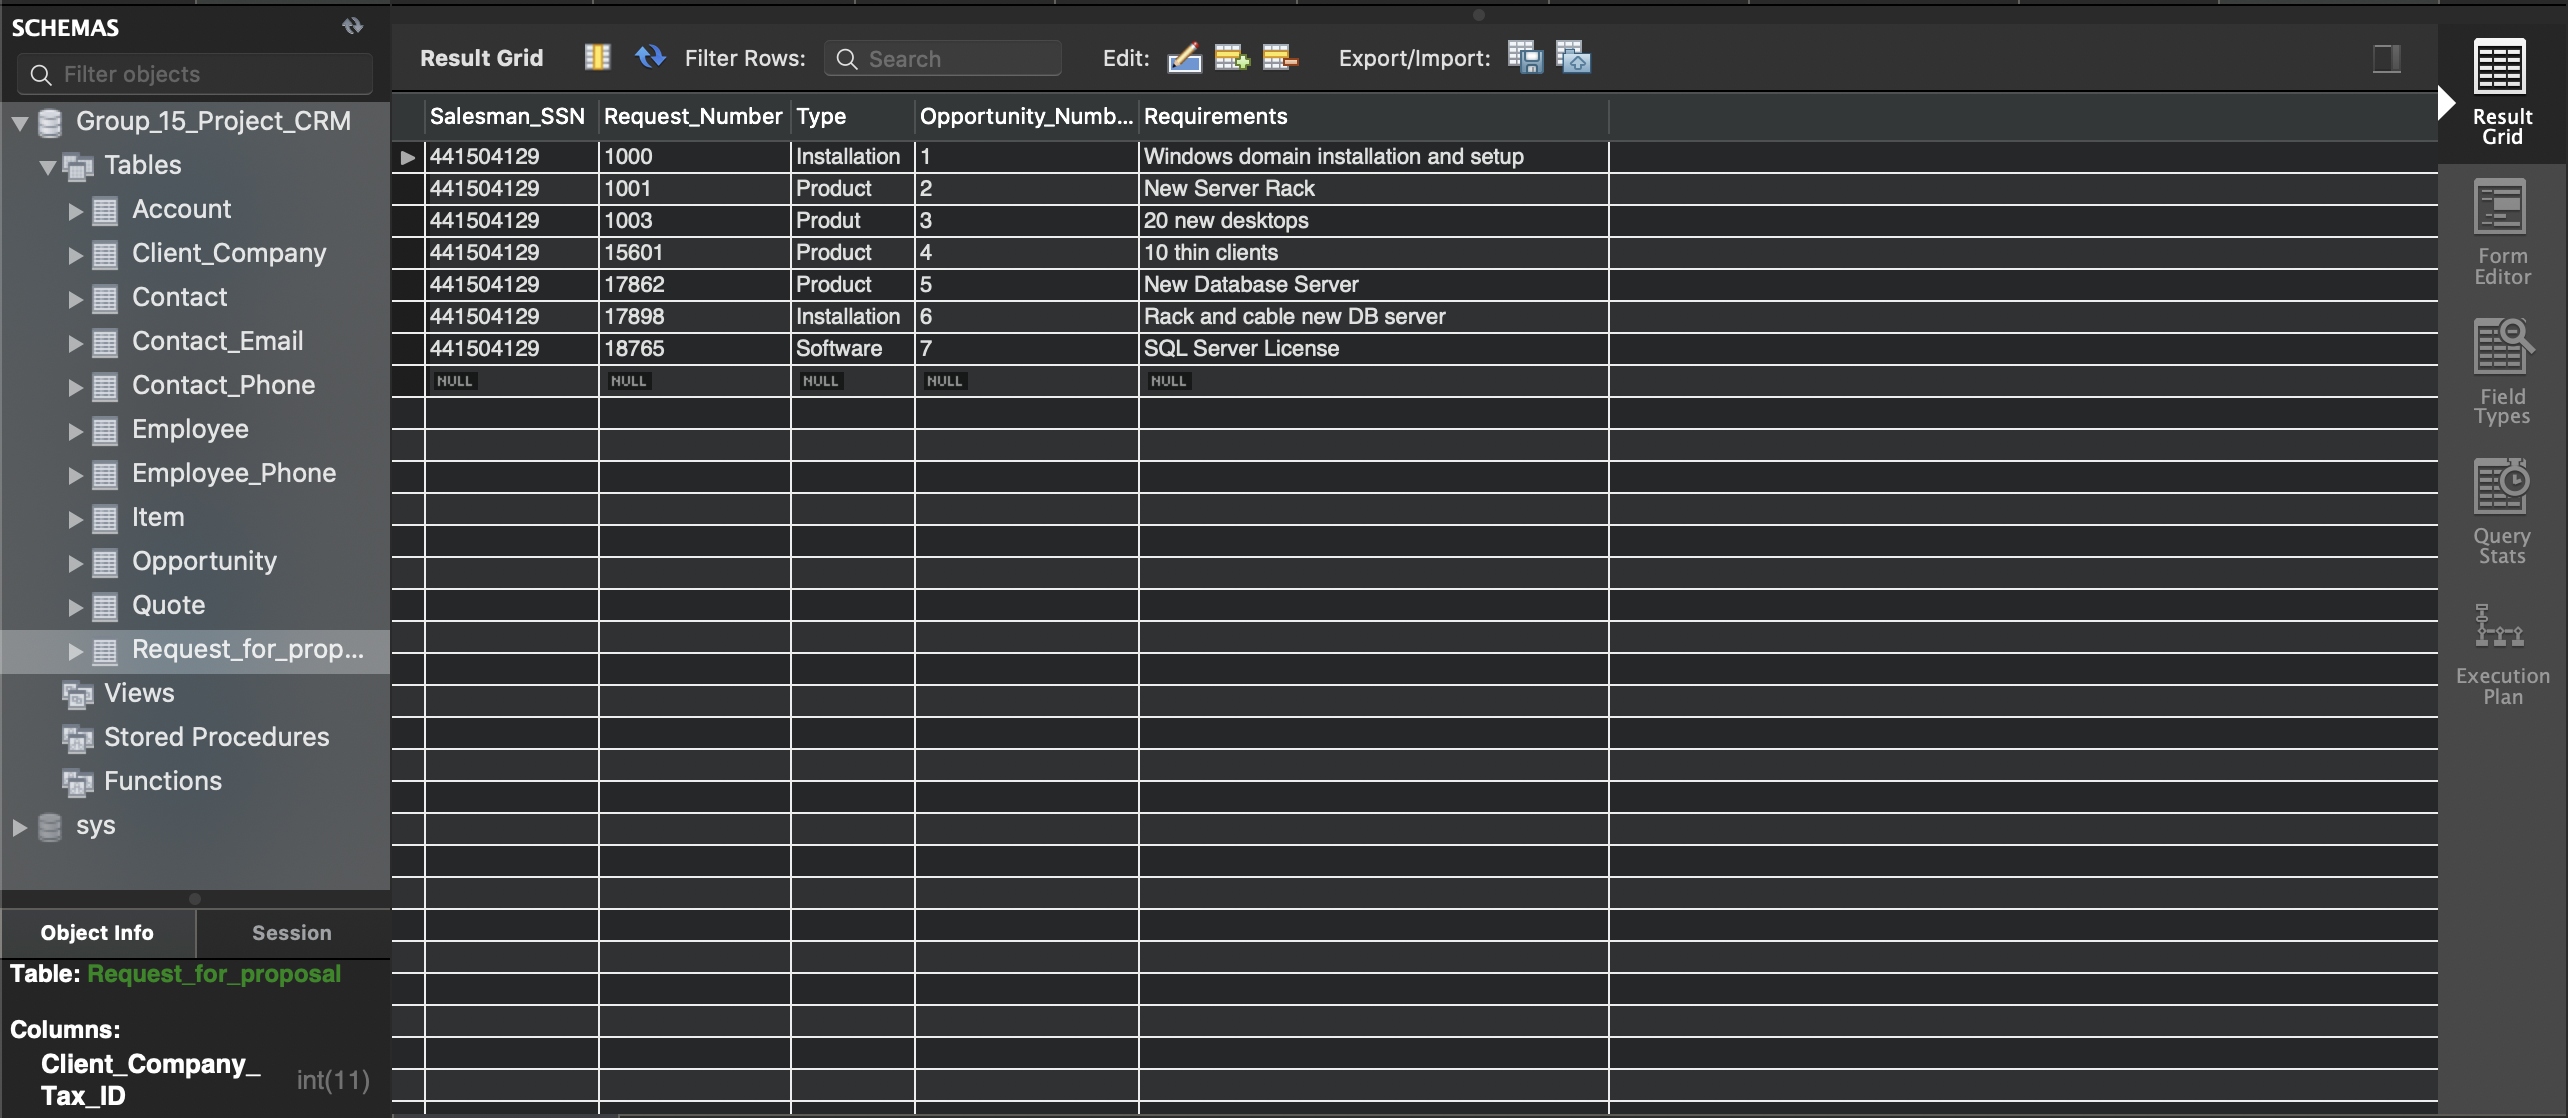 SCHEMAS
Filter objects
Group_15_Project_CRM
Tables
Account
Client_Company
Contact
Contact_Email
Contact_Phone
Employee
Employee_Phone
Item
Opportunity
Quote
Request_for_prop...
Views
Stored Procedures
Functions
sys
Object Info Session
Table: Request_for_proposal
Columns:
Client_Company_
Tax_ID int(11)
Result Grid Filter Rows: Search Edit: Export/Import:
Salesman_SSN Request_Number Type Opportunity_Numb... Requirements
441504129 1000 Installation 1 Windows domain installation and setup
441504129 1001 Product 2 New Server Rack
441504129 1003 Produt 3 20 new desktops
441504129 15601 Product 4 10 thin clients
441504129 17862 Product 5 New Database Server
441504129 17898 Installation 6 Rack and cable new DB server
441504129 18765 Software 7 SQL Server License
NULL NULL NULL NULL NULL
Result
Grid
Form
Editor
Field
Types
Query
Stats
Execution
Plan